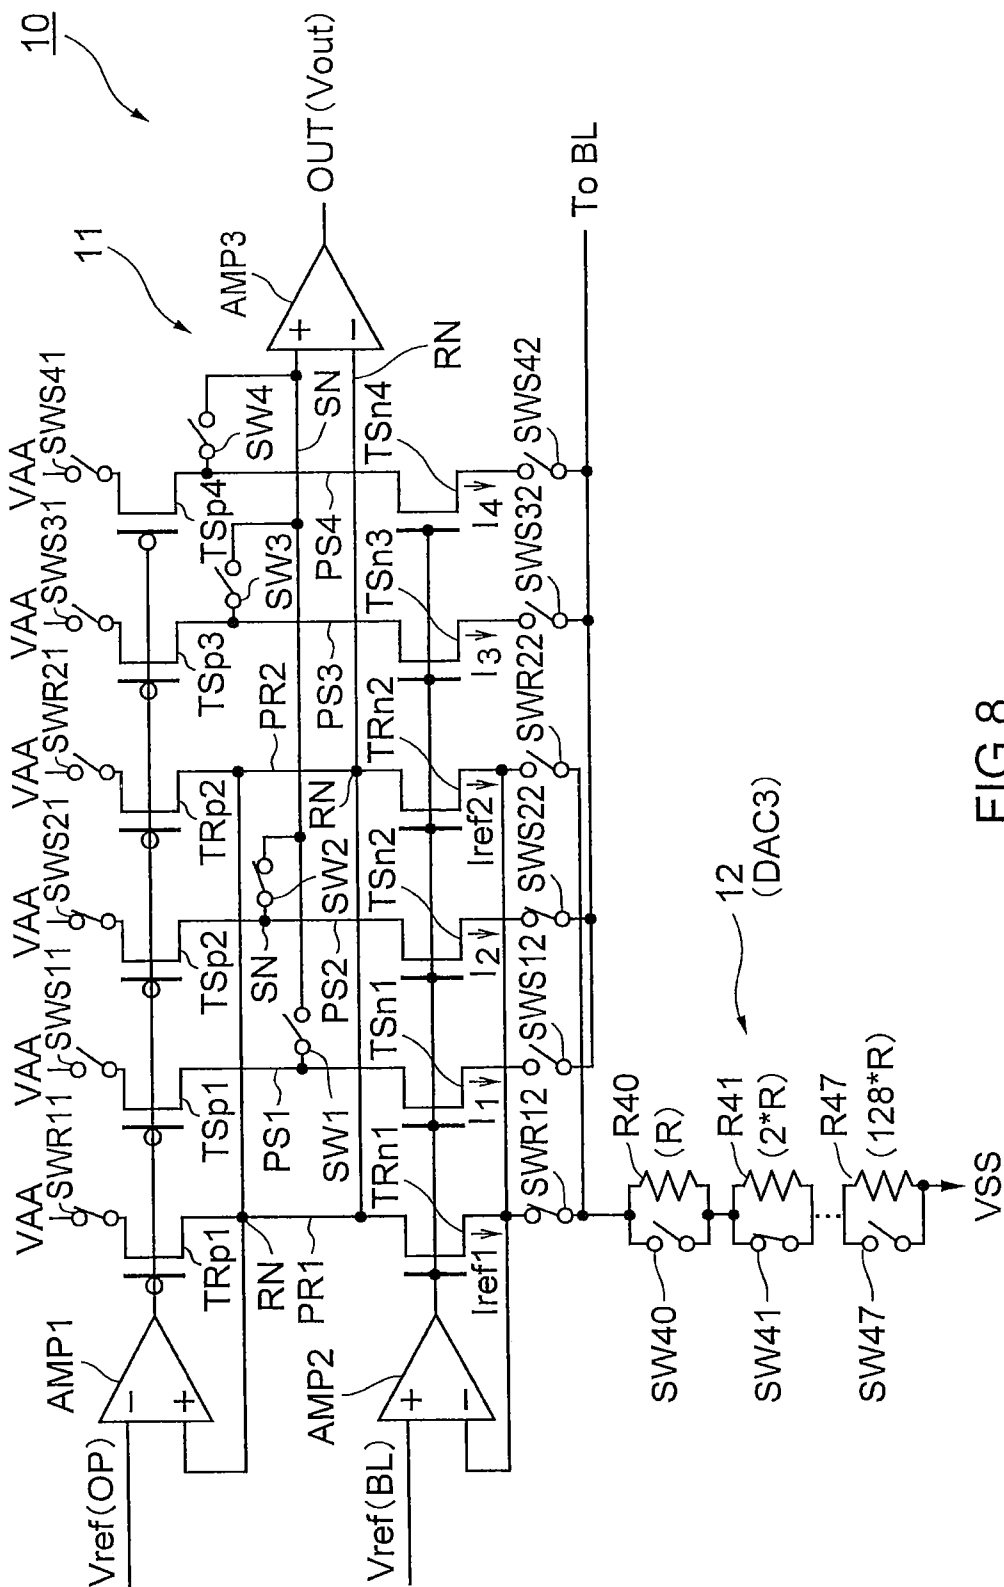 10
11
VAA
VAA
VAA
VAA
VAA
VAA
SWR11
SWS11
SWS21
SWR21
SWS31
SWS41
AMP1
Vref(OP)
−
+
TRp1
TSp1
TSp2
TRp2
TSp3
TSp4
RN
PR1
PS1
SW1
SN
PS2
SW2
PR2
RN
PS3
SW3
PS4
SW4
SN
RN
AMP3
+
−
OUT(Vout)
AMP2
Vref(BL)
+
−
TRn1
TSn1
TSn2
TRn2
TSn3
TSn4
Iref1
I1
I2
Iref2
I3
I4
SWR12
SWS12
SWS22
SWR22
SWS32
SWS42
To BL
12
(DAC3)
SW40
R40
(R)
SW41
R41
(2*R)
SW47
R47
(128*R)
VSS
FIG.8